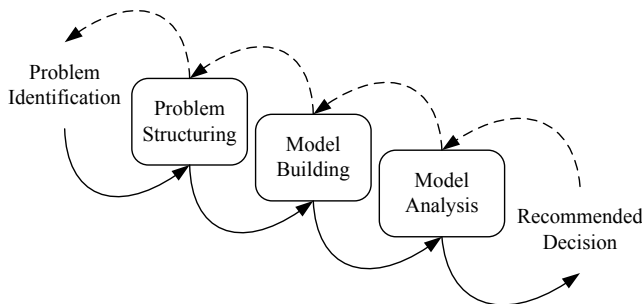 Problem
Identification
Problem
Structuring
Model
Building
Model
Analysis
Recommended
Decision